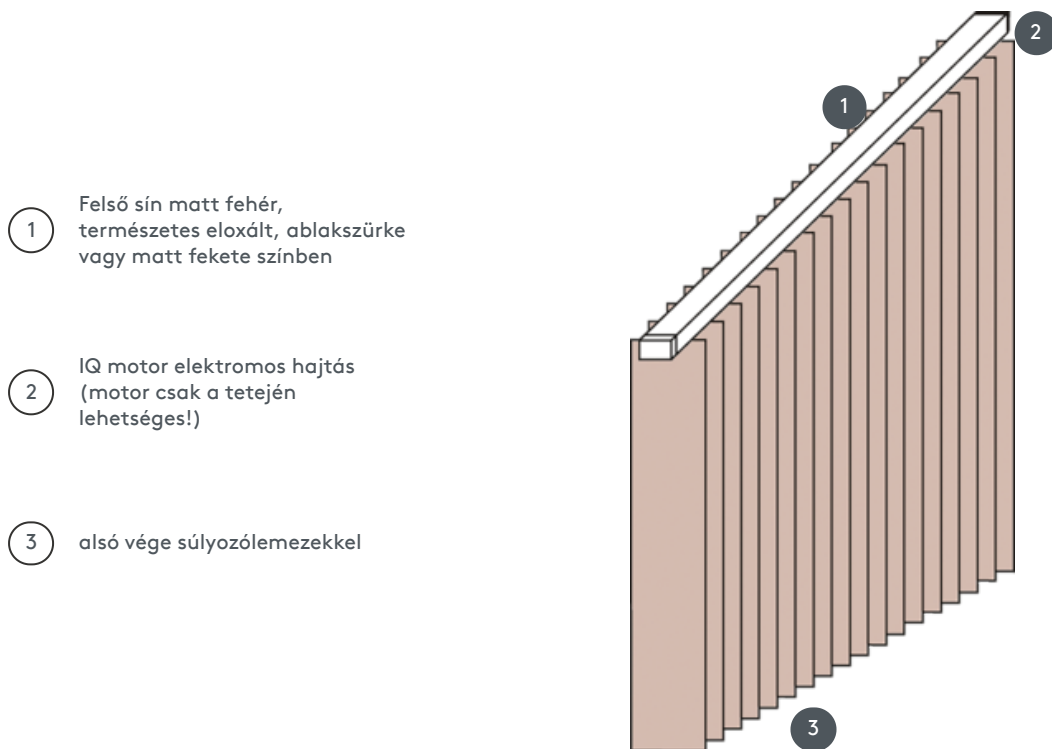 1
Felső sín matt fehér,
természetes eloxált, ablakszürke
vagy matt fekete színben
2
IQ motor elektromos hajtás
(motor csak a tetején
lehetséges!)
3
alsó vége súlyozólemezekkel
2
1
3